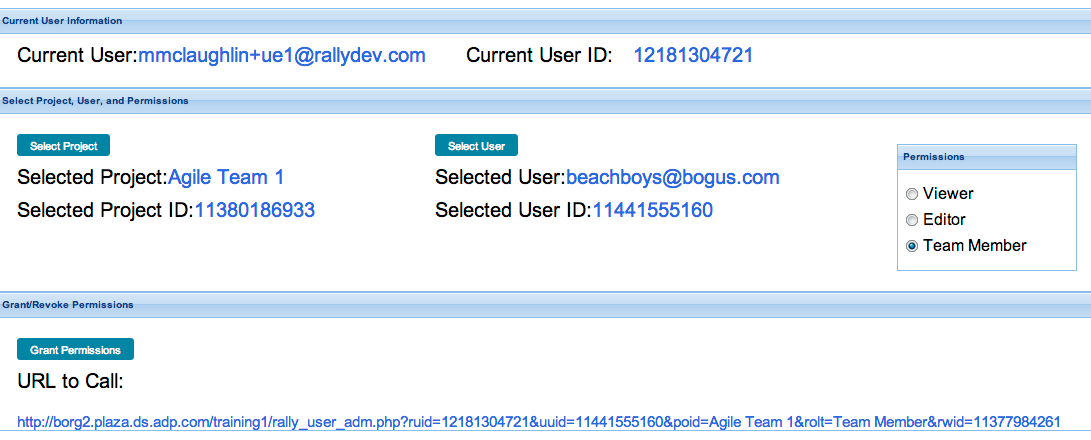 Current User Information
Current User:mmclaughlin+ue1@rallydev.com Current User ID: 12181304721
Select Project, User, and Permissions
Select Project Select User
Permissions
Selected Project:Agile Team 1 Selected User:beachboys@bogus.com
Viewer
Selected Project ID:11380186933 Selected User ID:11441555160
Editor
Team Member
Grant/Revoke Permissions
Grant Permissions
URL to Call:
http://borg2.plaza.ds.adp.com/training1/rally_user_adm.php?ruid=12181304721&uuid=11441555160&poid=Agile Team 1&rolt=Team Member&rwid=11377984261